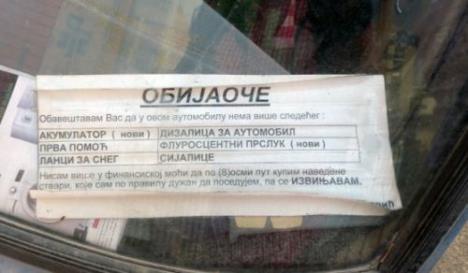 ОБИЈАОЧЕ
Обавештавам Вас да у овом аутомобилу нема више следећег :
АКУМУЛАТОР ( нови ) ДИЗАЛИЦА ЗА АУТОМОБИЛ
ПРВА ПОМОЋ ФЛУРОСЦЕНТНИ ПРСЛУК ( нови )
ЛАНЦИ ЗА СНЕГ СИЈАЛИЦЕ
Нисам више у финансиској моћи да по (8)осми пут купим наведене
ствари, које сам по правилу дужан да поседујем, па се ИЗВИЊАВАМ.